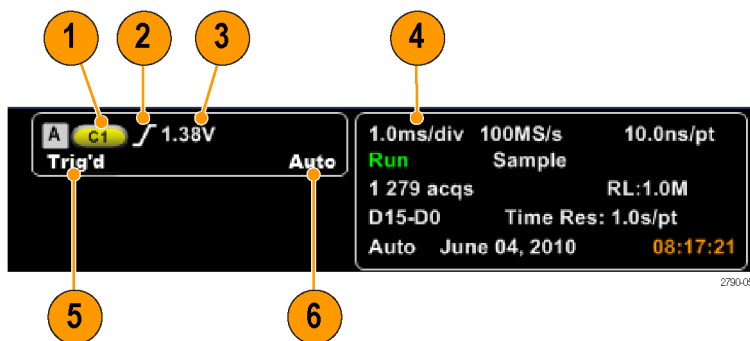 1 2 3 4
A C1 1.38V
Trig'd Auto
1.0ms/div 100MS/s 10.0ns/pt
Run Sample
1 279 acqs RL:1.0M
D15-D0 Time Res: 1.0s/pt
Auto June 04, 2010 08:17:21
5 6